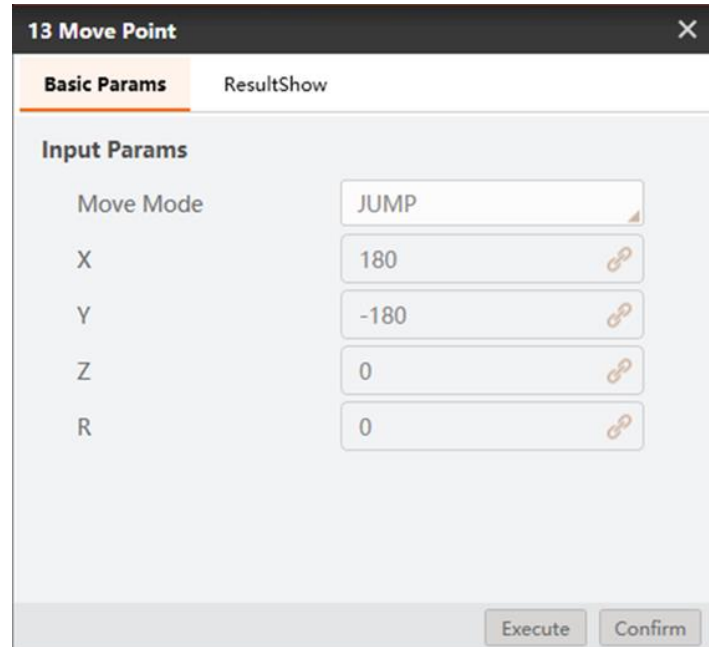 13 Move Point
Basic Params ResultShow
Input Params
Move Mode JUMP
X 180
Y -180
Z 0
R 0
Execute Confirm